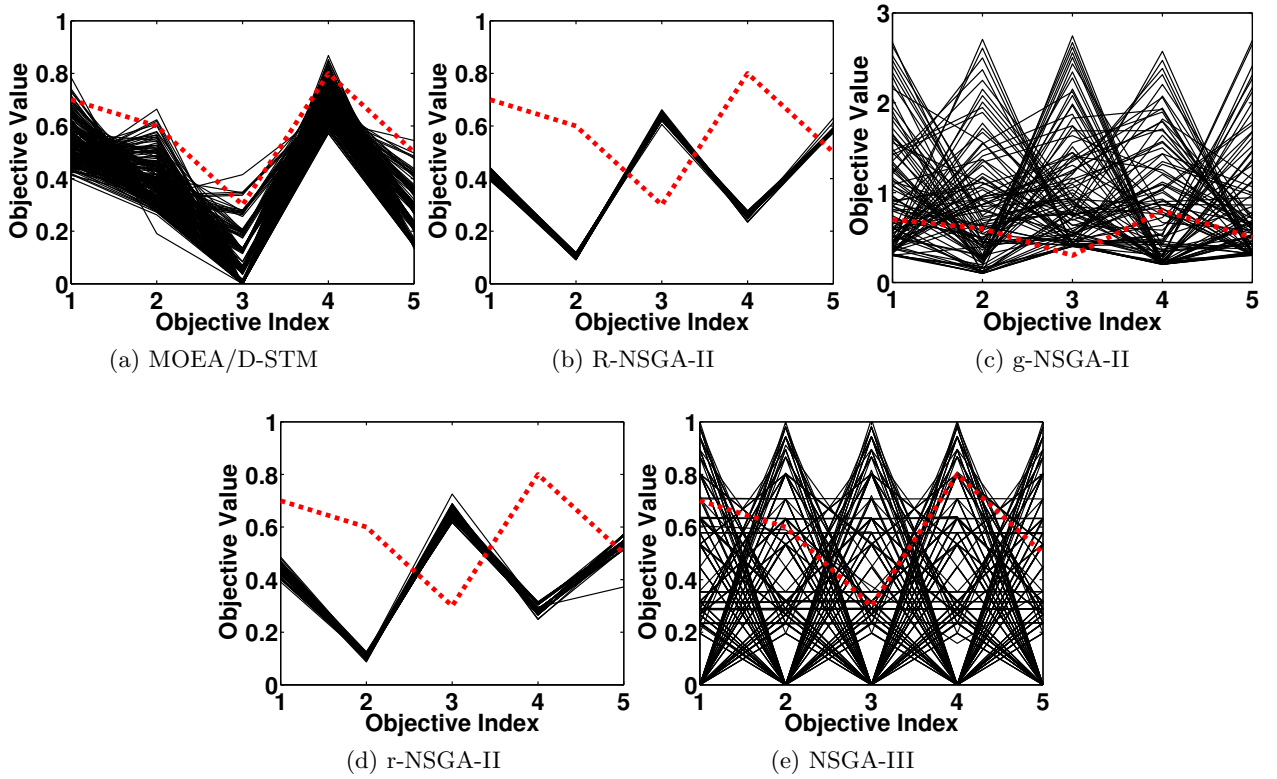 1
0.8
0.6
0.4
0.2
0
Objective Value
1 2 3 4 5
Objective Index
(a) MOEA/D-STM
1
0.8
0.6
0.4
0.2
0
Objective Value
1 2 3 4 5
Objective Index
(b) R-NSGA-II
3
2
1
0
Objective Value
1 2 3 4 5
Objective Index
(c) g-NSGA-II
1
0.8
0.6
0.4
0.2
0
Objective Value
1 2 3 4 5
Objective Index
(d) r-NSGA-II
1
0.8
0.6
0.4
0.2
0
Objective Value
1 2 3 4 5
Objective Index
(e) NSGA-III